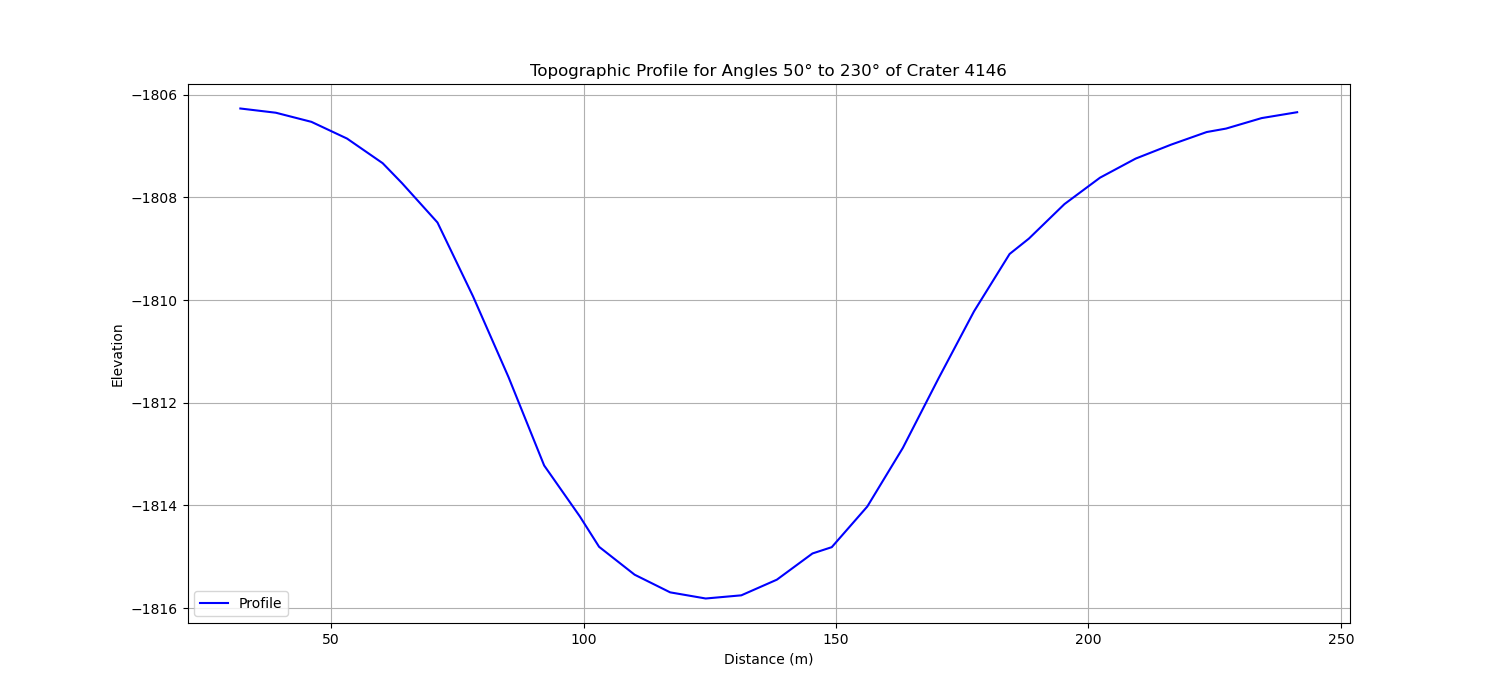 Topographic Profile for Angles 50° to 230° of Crater 4146
−1806
−1808
−1810
−1812
−1814
−1816
Elevation
Profile
50
100
150
200
250
Distance (m)